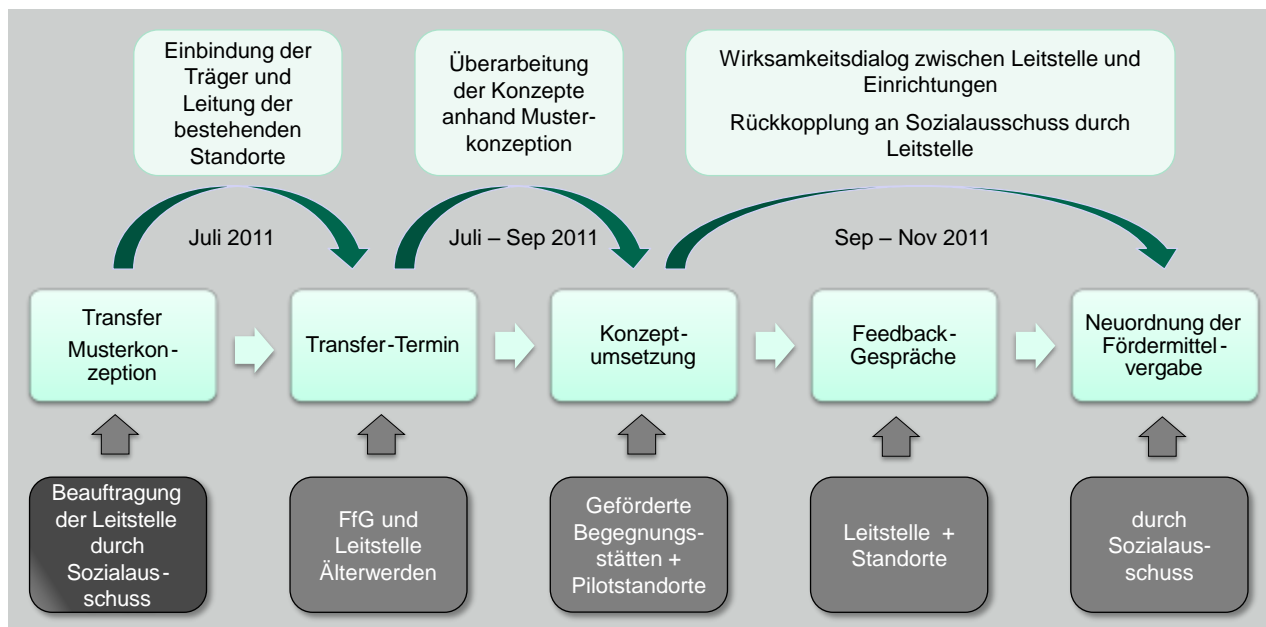 Einbindung der
Träger und
Leitung der
bestehenden
Standorte
Überarbeitung
der Konzepte
anhand Muster-
konzeption
Wirksamkeitsdialog zwischen Leitstelle und
Einrichtungen
Rückkopplung an Sozialausschuss durch
Leitstelle
Juli 2011
Juli – Sep 2011
Sep – Nov 2011
Transfer
Musterkon-
zeption
Transfer-Termin
Konzept-
umsetzung
Feedback-
Gespräche
Neuordnung der
Fördermittel-
vergabe
Beauftragung
der Leitstelle
durch
Sozialaus-
schuss
FfG und
Leitstelle
Älterwerden
Geförderte
Begegnungs-
stätten +
Pilotstandorte
Leitstelle +
Standorte
durch
Sozialaus-
schuss